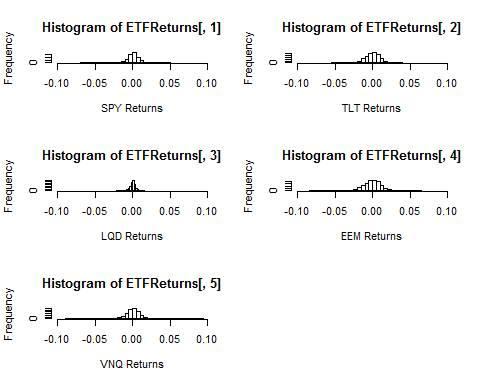 Histogram of ETFReturns[, 1]
Frequency
0
-0.10 -0.05 0.00 0.05 0.10
SPY Returns
Histogram of ETFReturns[, 2]
Frequency
0
-0.10 -0.05 0.00 0.05 0.10
TLT Returns
Histogram of ETFReturns[, 3]
Frequency
0
-0.10 -0.05 0.00 0.05 0.10
LQD Returns
Histogram of ETFReturns[, 4]
Frequency
0
-0.10 -0.05 0.00 0.05 0.10
EEM Returns
Histogram of ETFReturns[, 5]
Frequency
0
-0.10 -0.05 0.00 0.05 0.10
VNQ Returns